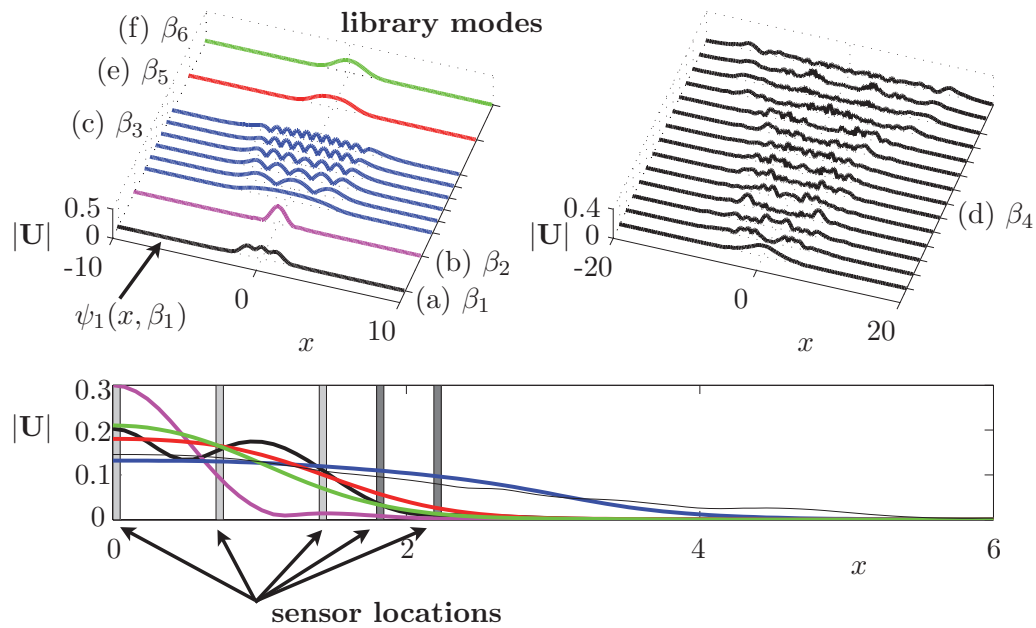 library modes
(f) β₆
(e) β₅
(c) β₃
0.5
|U|
0
-10
0
10
x
(b) β₂
(a) β₁
ψ₁(x, β₁)
0.4
|U|
0
-20
0
20
x
(d) β₄
0.3
|U|
0.2
0.1
0
0
2
4
6
x
sensor locations